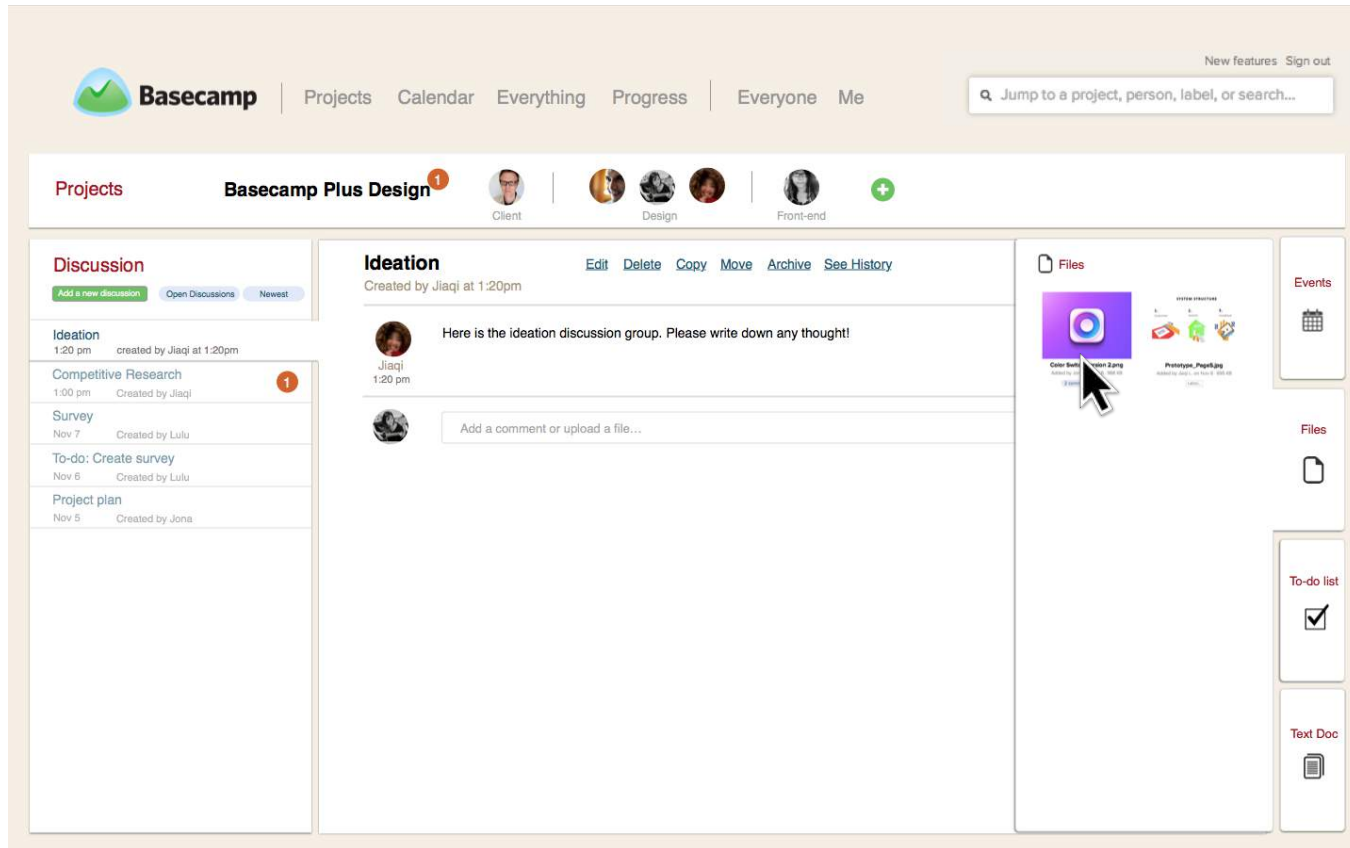 New features Sign out
Basecamp Projects Calendar Everything Progress Everyone Me
Jump to a project, person, label, or search...
Projects
Basecamp Plus Design 1
Client
Design
Front-end
Discussion
Add a new discussion Open Discussions Newest
Ideation
1:20 pm created by Jiaqi at 1:20pm
Competitive Research 1
1:00 pm Created by Jiaqi
Survey
Nov 7 Created by Lulu
To-do: Create survey
Nov 6 Created by Lulu
Project plan
Nov 5 Created by Jona
Ideation
Edit Delete Copy Move Archive See History
Created by Jiaqi at 1:20pm
Here is the ideation discussion group. Please write down any thought!
Jiaqi
1:20 pm
Add a comment or upload a file...
Files
SYSTEM STRUCTURE
Prototype_Page5.jpg
Events
Files
To-do list
Text Doc